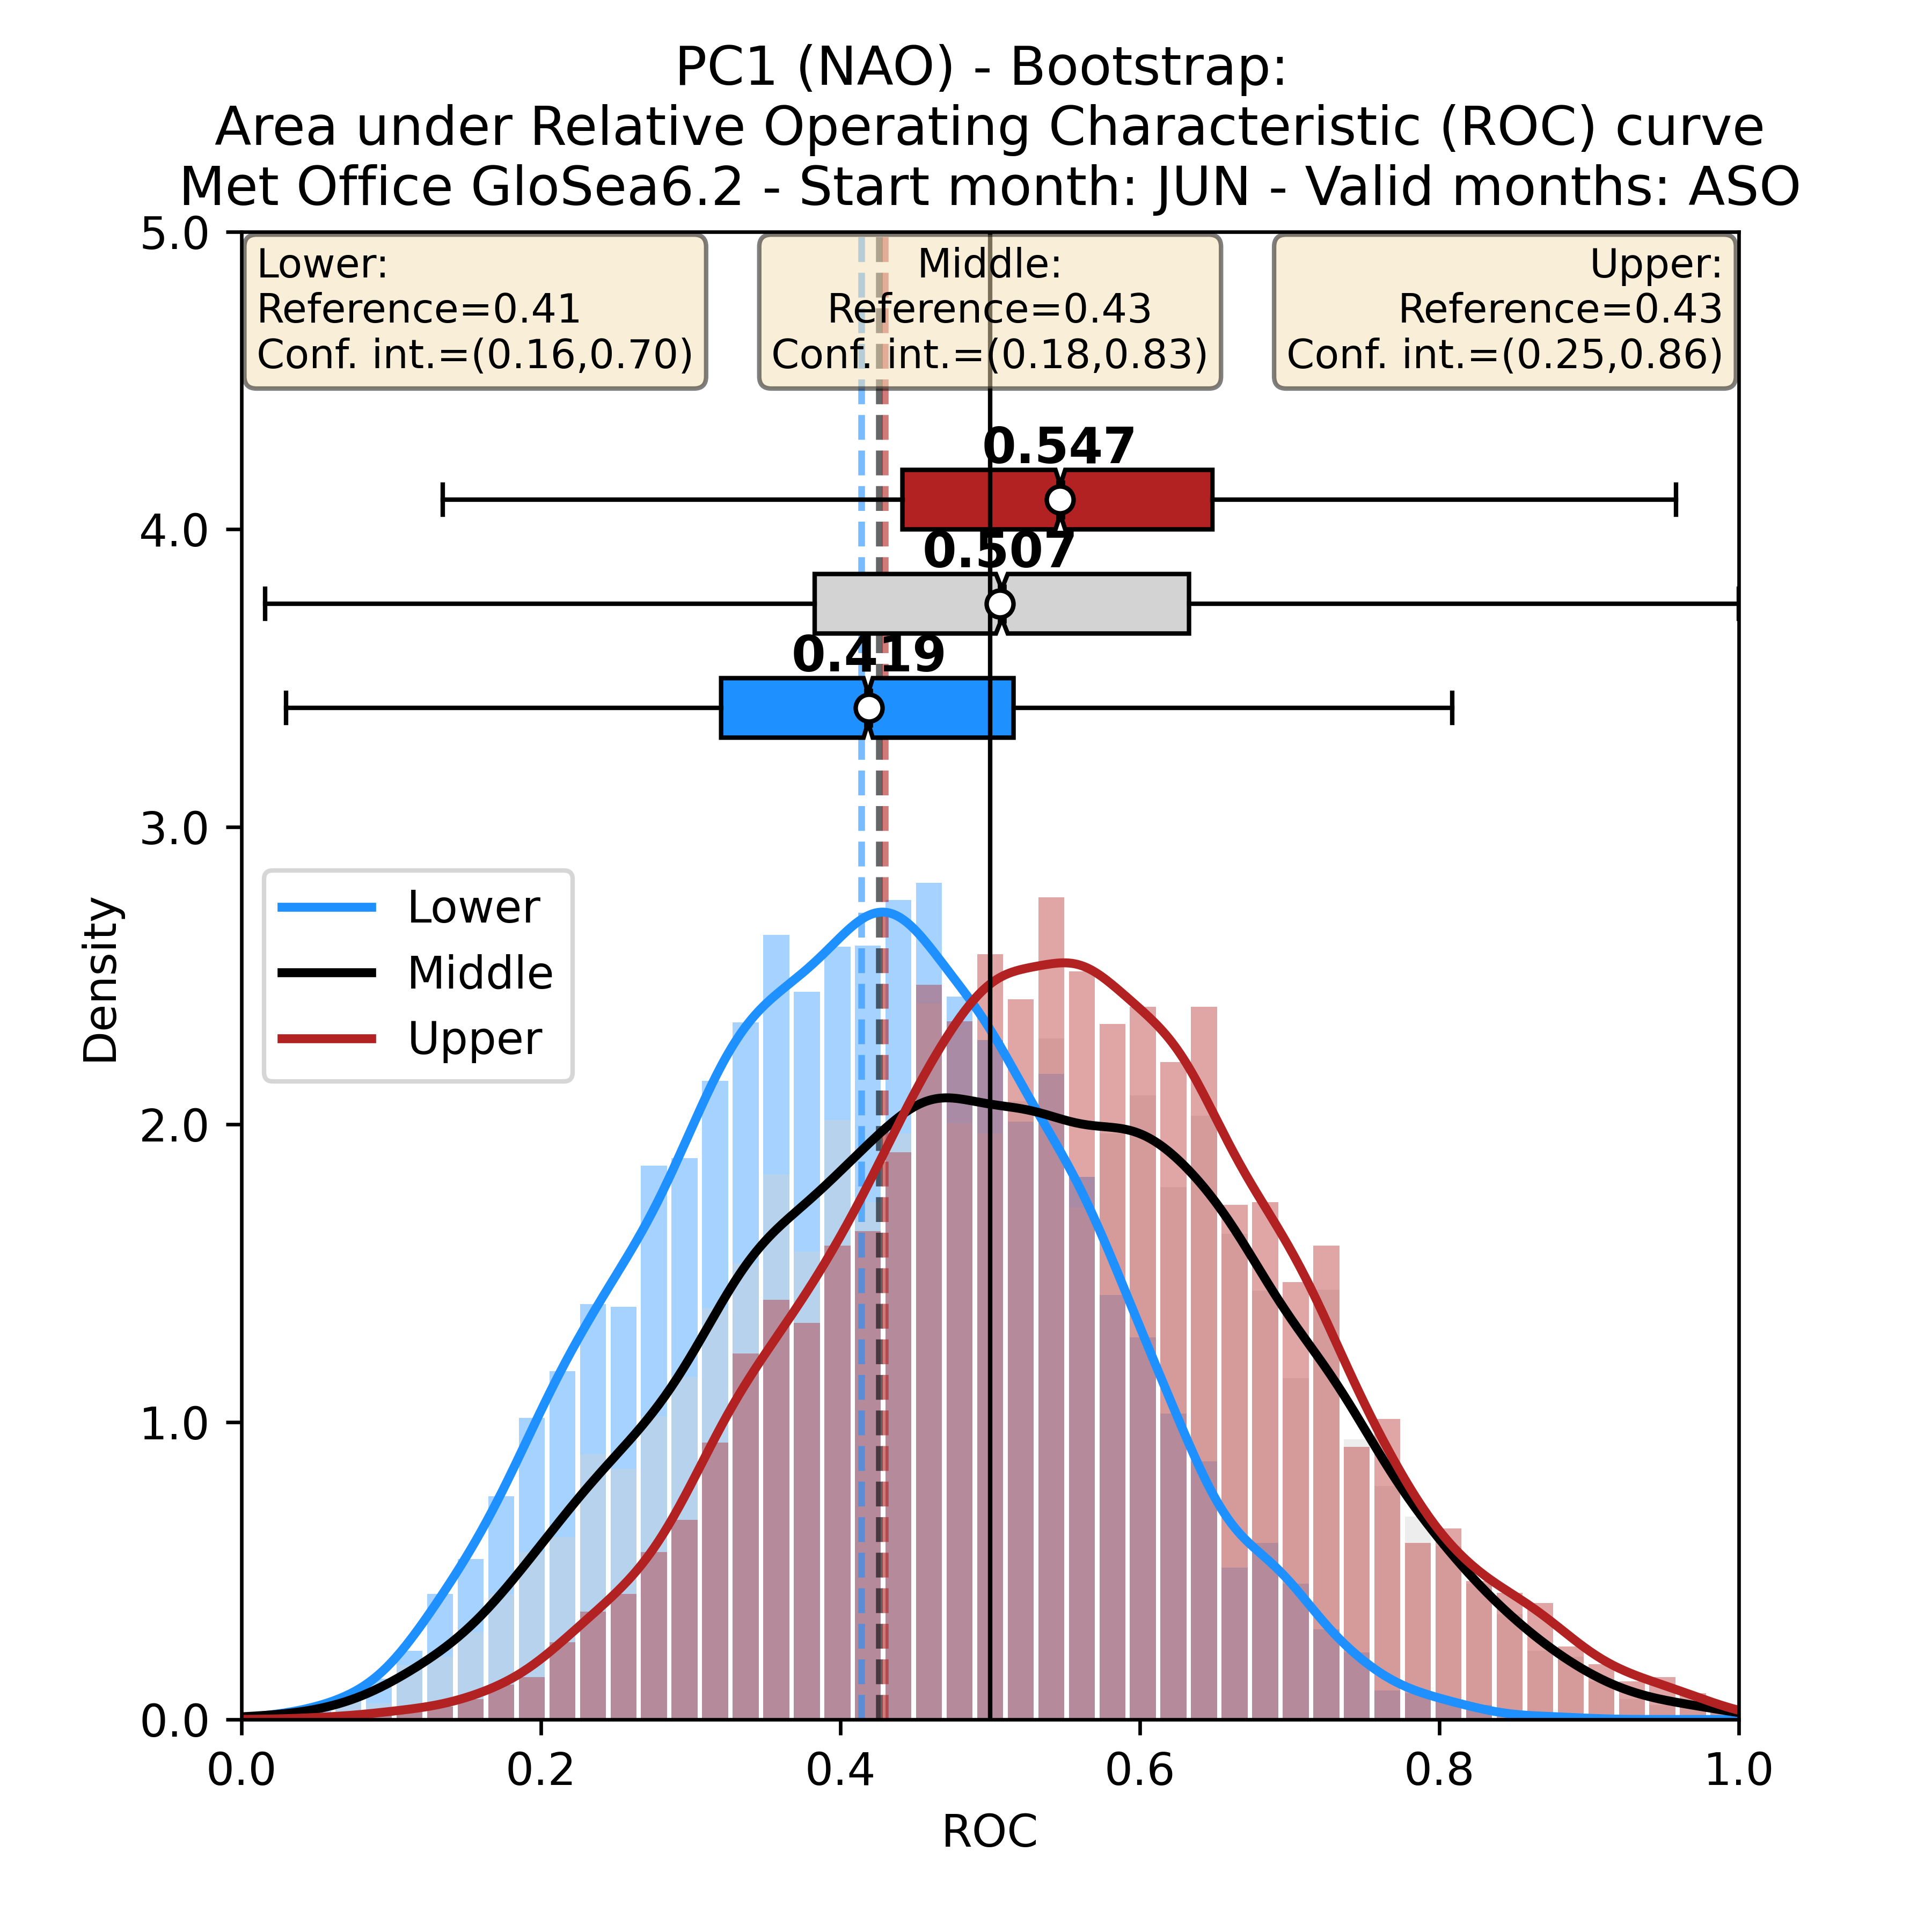 PC1 (NAO) - Bootstrap:
Area under Relative Operating Characteristic (ROC) curve
Met Office GloSea6.2 - Start month: JUN - Valid months: ASO
Lower:
Reference=0.41
Conf. int.=(0.16,0.70)
Middle:
Reference=0.43
Conf. int.=(0.18,0.83)
Upper:
Reference=0.43
Conf. int.=(0.25,0.86)
0.547
0.507
0.419
5.0
4.0
3.0
2.0
1.0
0.0
Density
Lower
Middle
Upper
0.0 0.2 0.4 0.6 0.8 1.0
ROC